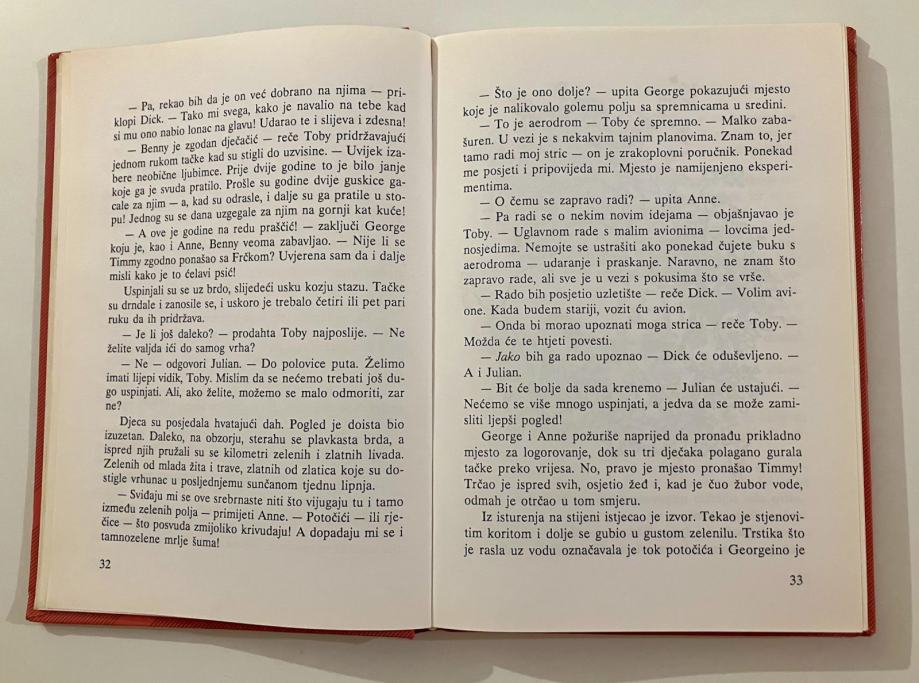 — Pa, rekao bih da je on već dobrano na njima — pri-
klopi Dick. — Tako mi svega, kako je navalio na tebe kad
si mu ono nabio lonac na glavu! Udarao te i slijeva i zdesna!
— Benny je zgodan dječačić — reče Toby pridržavajući
jednom rukom tačke kad su stigli do uzvisine. — Uvijek iza-
bere neobične ljubimce. Prije dvije godine to je bilo janje
koje ga je svuda pratilo. Prošle su godine dvije guskice ga-
cale za njim — a, kad su odrasle, i dalje su ga pratile u sto-
pu! Jednog su se dana uzgegale za njim na gornji kat kuće!
— A ove je godine na redu praščić! — zaključi George
koju je, kao i Anne, Benny veoma zabavljao. — Nije li se
Timmy zgodno ponašao sa Frčkom? Uvjerena sam da i dalje
misli kako je to ćelavi psić!
Uspinjali su se uz brdo, slijedeći usku kozju stazu. Tačke
su drndale i zanosile se, i uskoro je trebalo četiri ili pet pari
ruku da ih pridržava.
— Je li još daleko? — prodahta Toby najposlije. — Ne
želite valjda ići do samog vrha?
— Ne — odgovori Julian. — Do polovice puta. Želimo
imati lijepi vidik, Toby. Mislim da se nećemo trebati još du-
go uspinjati. Ali, ako želite, možemo se malo odmoriti, zar
ne?
Djeca su posjedala hvatajući dah. Pogled je doista bio
izuzetan. Daleko, na obzorju, sterahu se plavkasta brda, a
ispred njih pružali su se kilometri zelenih i zlatnih livada.
Zelenih od mlada žita i trave, zlatnih od zlatica koje su do-
stigle vrhunac u posljednjemu sunčanom tjednu lipnja.
— Sviđaju mi se ove srebrnaste niti što vijugaju tu i tamo
između zelenih polja — primijeti Anne. — Potočići — ili rje-
čice — što posvuda zmijoliko krivudaju! A dopadaju mi se i
tamnozelene mrlje šuma!
32
— Što je ono dolje? — upita George pokazujući mjesto
koje je nalikovalo golemu polju sa spremnicama u sredini.
— To je aerodrom — Toby će spremno. — Malko zaba-
šuren. U vezi je s nekakvim tajnim planovima. Znam to, jer
tamo radi moj stric — on je zrakoplovni poručnik. Ponekad
me posjeti i pripovijeda mi. Mjesto je namijenjeno eksperi-
mentima.
— O čemu se zapravo radi? — upita Anne.
— Pa radi se o nekim novim idejama — objašnjavao je
Toby. — Uglavnom rade s malim avionima — lovcima jed-
nosjedima. Nemojte se ustrašiti ako ponekad čujete buku s
aerodroma — udaranje i praskanje. Naravno, ne znam što
zapravo rade, ali sve je u vezi s pokusima što se vrše.
— Rado bih posjetio uzletište — reče Dick. — Volim avi-
one. Kada budem stariji, vozit ću avion.
— Onda bi morao upoznati moga strica — reče Toby. —
Možda će te htjeti povesti.
— Jako bih ga rado upoznao — Dick će oduševljeno. —
A i Julian.
— Bit će bolje da sada krenemo — Julian će ustajući. —
Nećemo se više mnogo uspinjati, a jedva da se može zami-
sliti ljepši pogled!
George i Anne požuriše naprijed da pronađu prikladno
mjesto za logorovanje, dok su tri dječaka polagano gurala
tačke preko vrijesa. No, pravo je mjesto pronašao Timmy!
Trčao je ispred svih, osjetio žeđ i, kad je čuo žubor vode,
odmah je otrčao u tom smjeru.
Iz isturenja na stijeni istjecao je izvor. Tekao je stjenovi-
tim koritom i dolje se gubio u gustom zelenilu. Trstika što
je rasla uz vodu označavala je tok potočića i Georgeino je
33